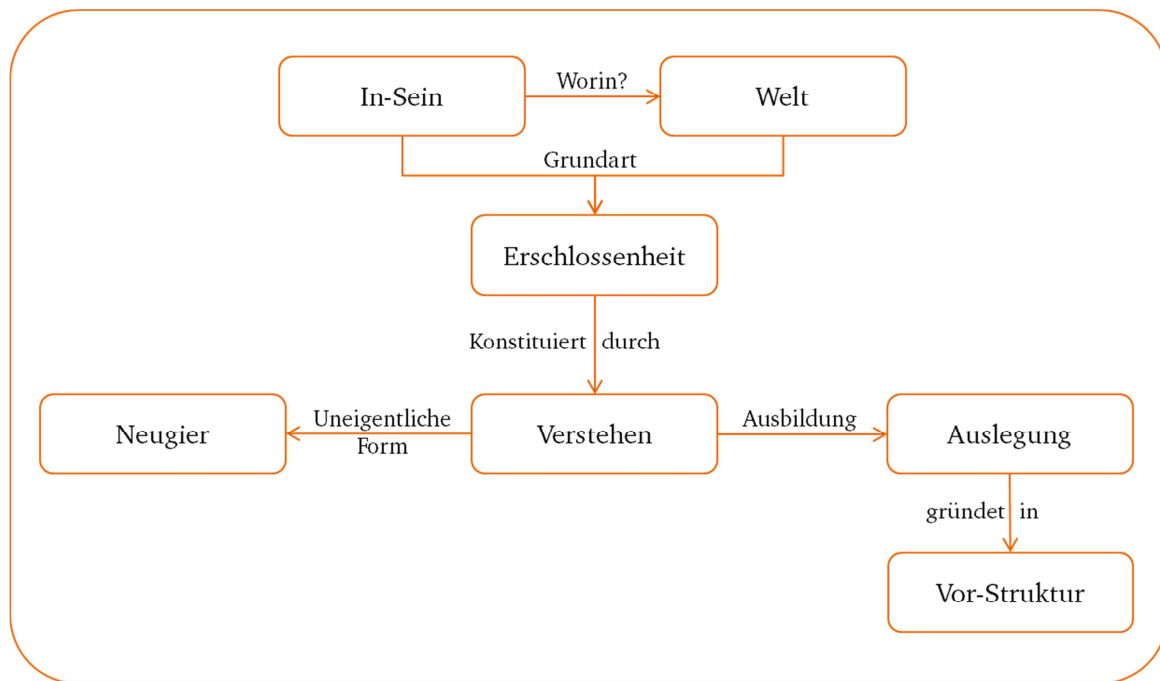 In-Sein
Worin?
Welt
Grundart
Erschlossenheit
Konstituiert durch
Neugier
Uneigentliche
Form
Verstehen
Ausbildung
Auslegung
gründet in
Vor-Struktur